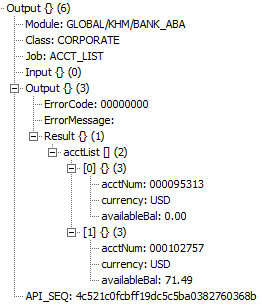 Output {} (6)
Module: GLOBAL/KHM/BANK_ABA
Class: CORPORATE
Job: ACCT_LIST
Input {} (0)
Output {} (3)
ErrorCode: 00000000
ErrorMessage:
Result {} (1)
acctList [] (2)
[0] {} (3)
acctNum: 000095313
currency: USD
availableBal: 0.00
[1] {} (3)
acctNum: 000102757
currency: USD
availableBal: 71.49
API_SEQ: 4c521c0fcbff19dc5c5ba0382760368b